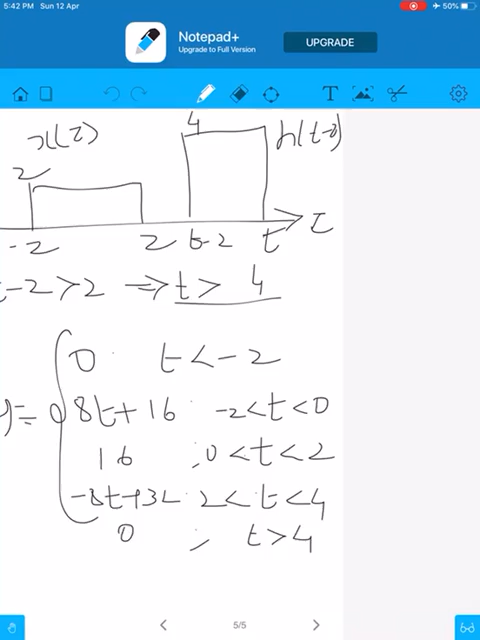 5:42 PM Sun 12 Apr 50%
Notepad+
Upgrade to Full Version
UPGRADE
T
x(τ) 4 h(t-τ)
2
-2 2 t-2 t τ
t-2>2 ⇒ t > 4
0 t<-2
y)= 8t+16 -2<t<0
16 ; 0<t<2
-8t+32 2<t<4
0 ; t>4
5/5